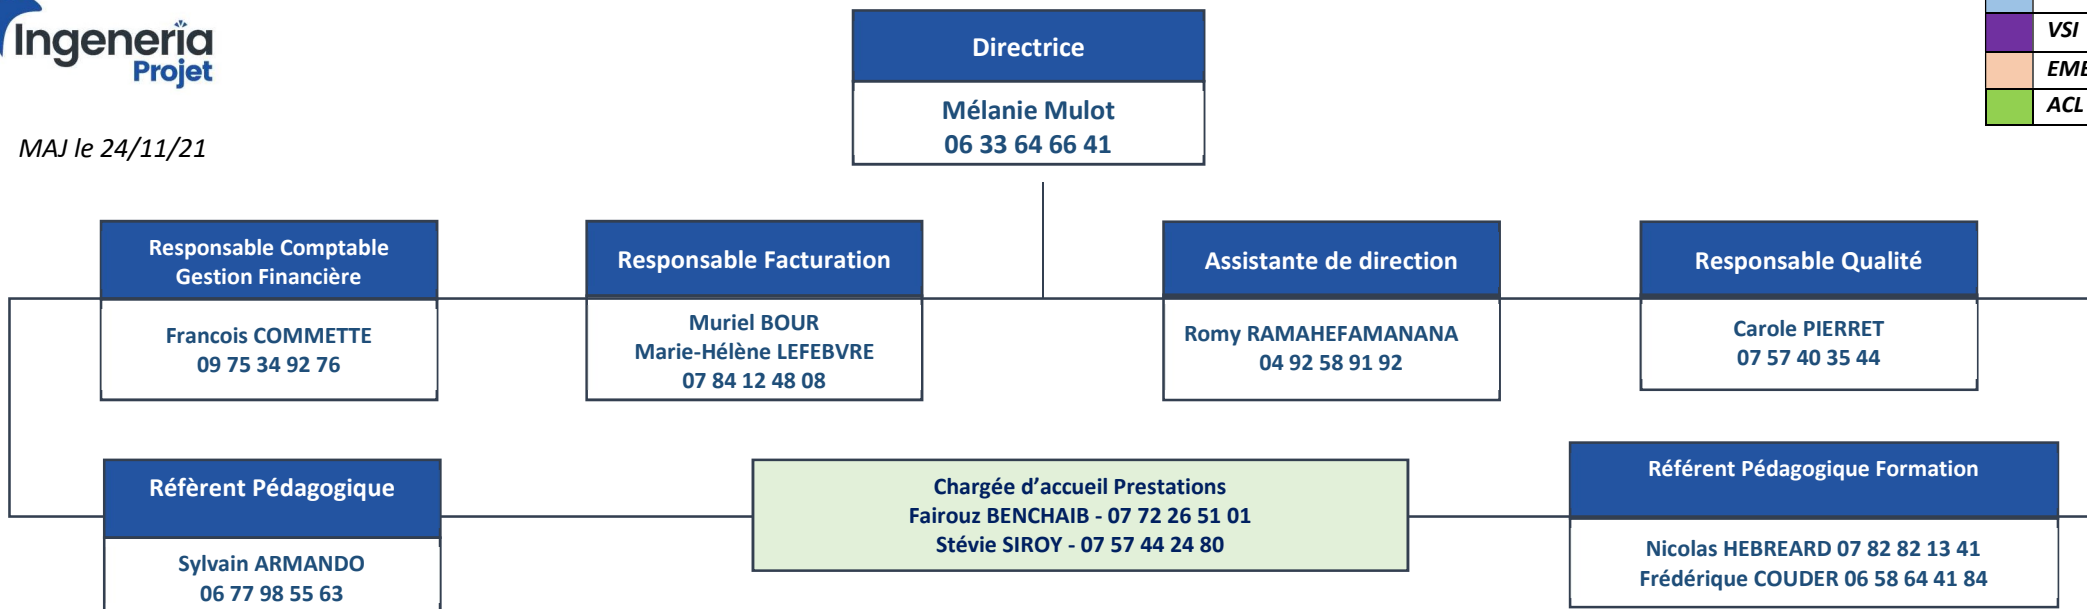 Ingeneria
Projet
MAJ le 24/11/21
Directrice
Mélanie Mulot
06 33 64 66 41
VSI
EME
ACL
Responsable Comptable
Gestion Financière
Francois COMMETTE
09 75 34 92 76
Responsable Facturation
Muriel BOUR
Marie-Hélène LEFEBVRE
07 84 12 48 08
Assistante de direction
Romy RAMAHEFAMANANA
04 92 58 91 92
Responsable Qualité
Carole PIERRET
07 57 40 35 44
Réfèrent Pédagogique
Sylvain ARMANDO
06 77 98 55 63
Chargée d’accueil Prestations
Fairouz BENCHAIB - 07 72 26 51 01
Stévie SIROY - 07 57 44 24 80
Référent Pédagogique Formation
Nicolas HEBREARD 07 82 82 13 41
Frédérique COUDER 06 58 64 41 84